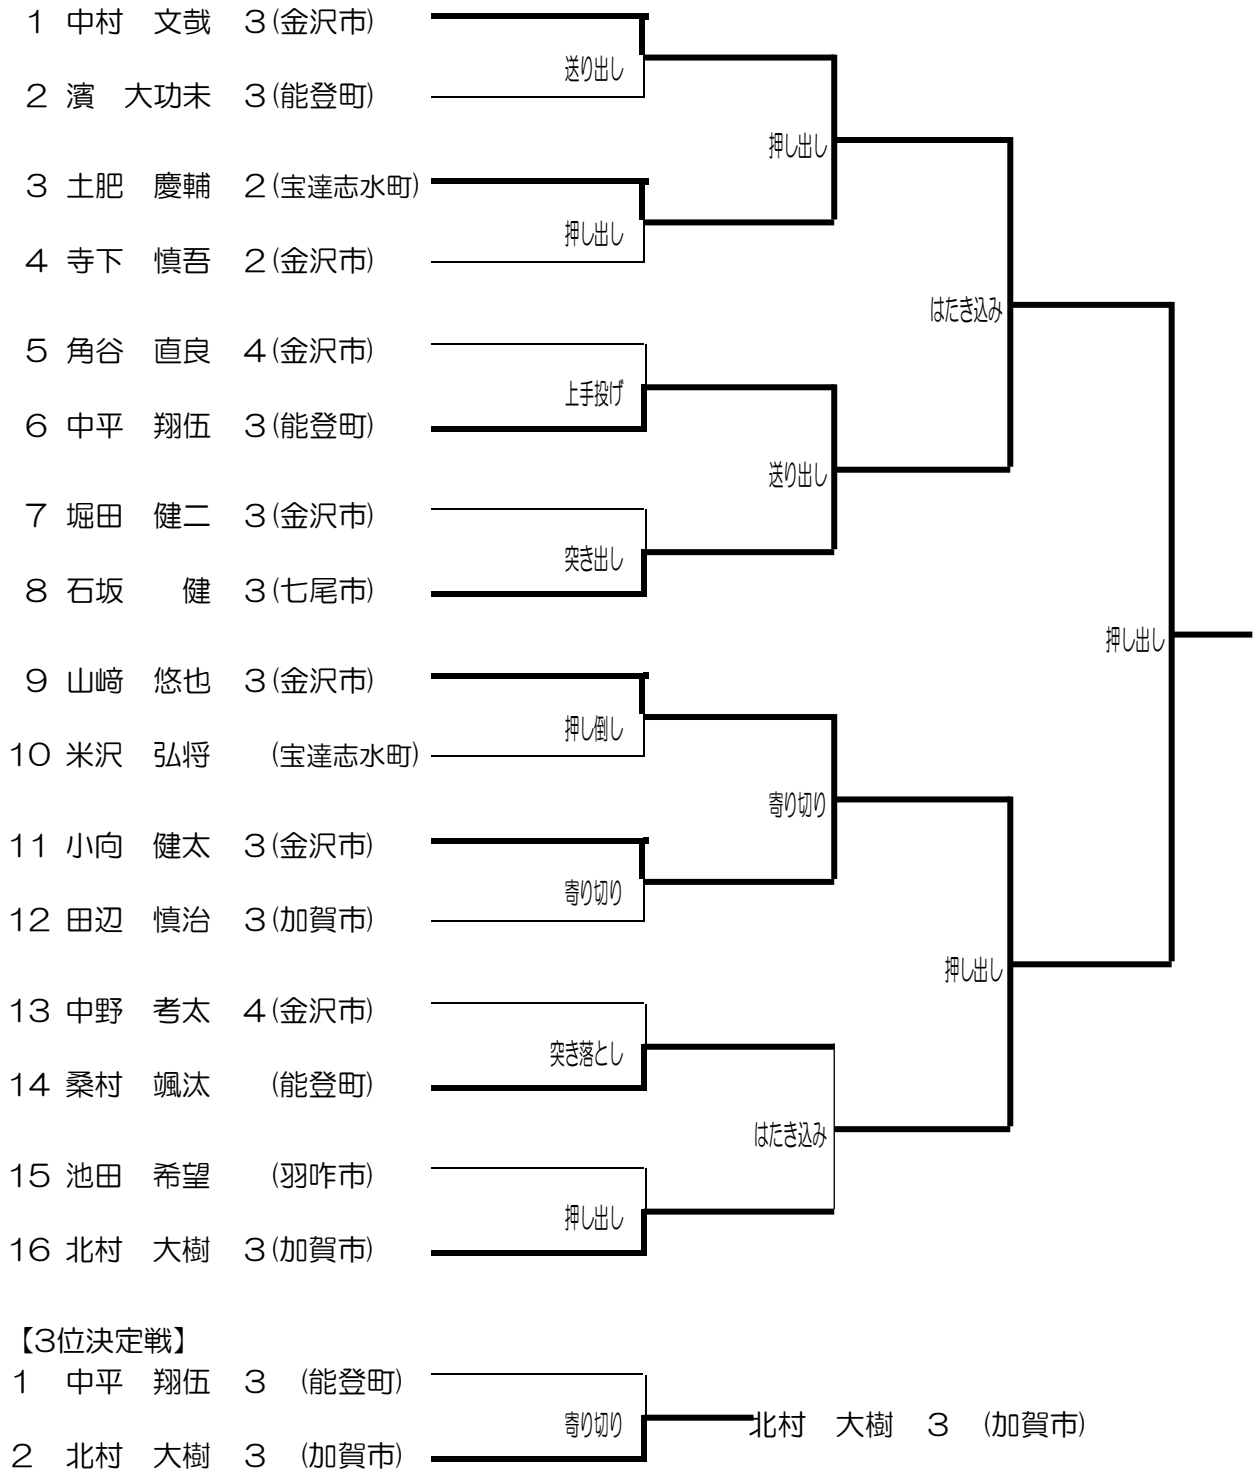 1 中村　文哉　3(金沢市)
送り出し
2 濱　大功未　3(能登町)
押し出し
3 土肥　慶輔　2(宝達志水町)
押し出し
4 寺下　慎吾　2(金沢市)
はたき込み
5 角谷　直良　4(金沢市)
上手投げ
6 中平　翔伍　3(能登町)
送り出し
7 堀田　健二　3(金沢市)
突き出し
8 石坂　　健　3(七尾市)
押し出し
9 山﨑　悠也　3(金沢市)
押し倒し
10 米沢　弘将　(宝達志水町)
寄り切り
11 小向　健太　3(金沢市)
寄り切り
12 田辺　慎治　3(加賀市)
押し出し
13 中野　考太　4(金沢市)
突き落とし
14 桑村　颯汰　(能登町)
はたき込み
15 池田　希望　(羽咋市)
押し出し
16 北村　大樹　3(加賀市)
【3位決定戦】
1 中平　翔伍　3　(能登町)
寄り切り
北村　大樹　3　(加賀市)
2 北村　大樹　3　(加賀市)